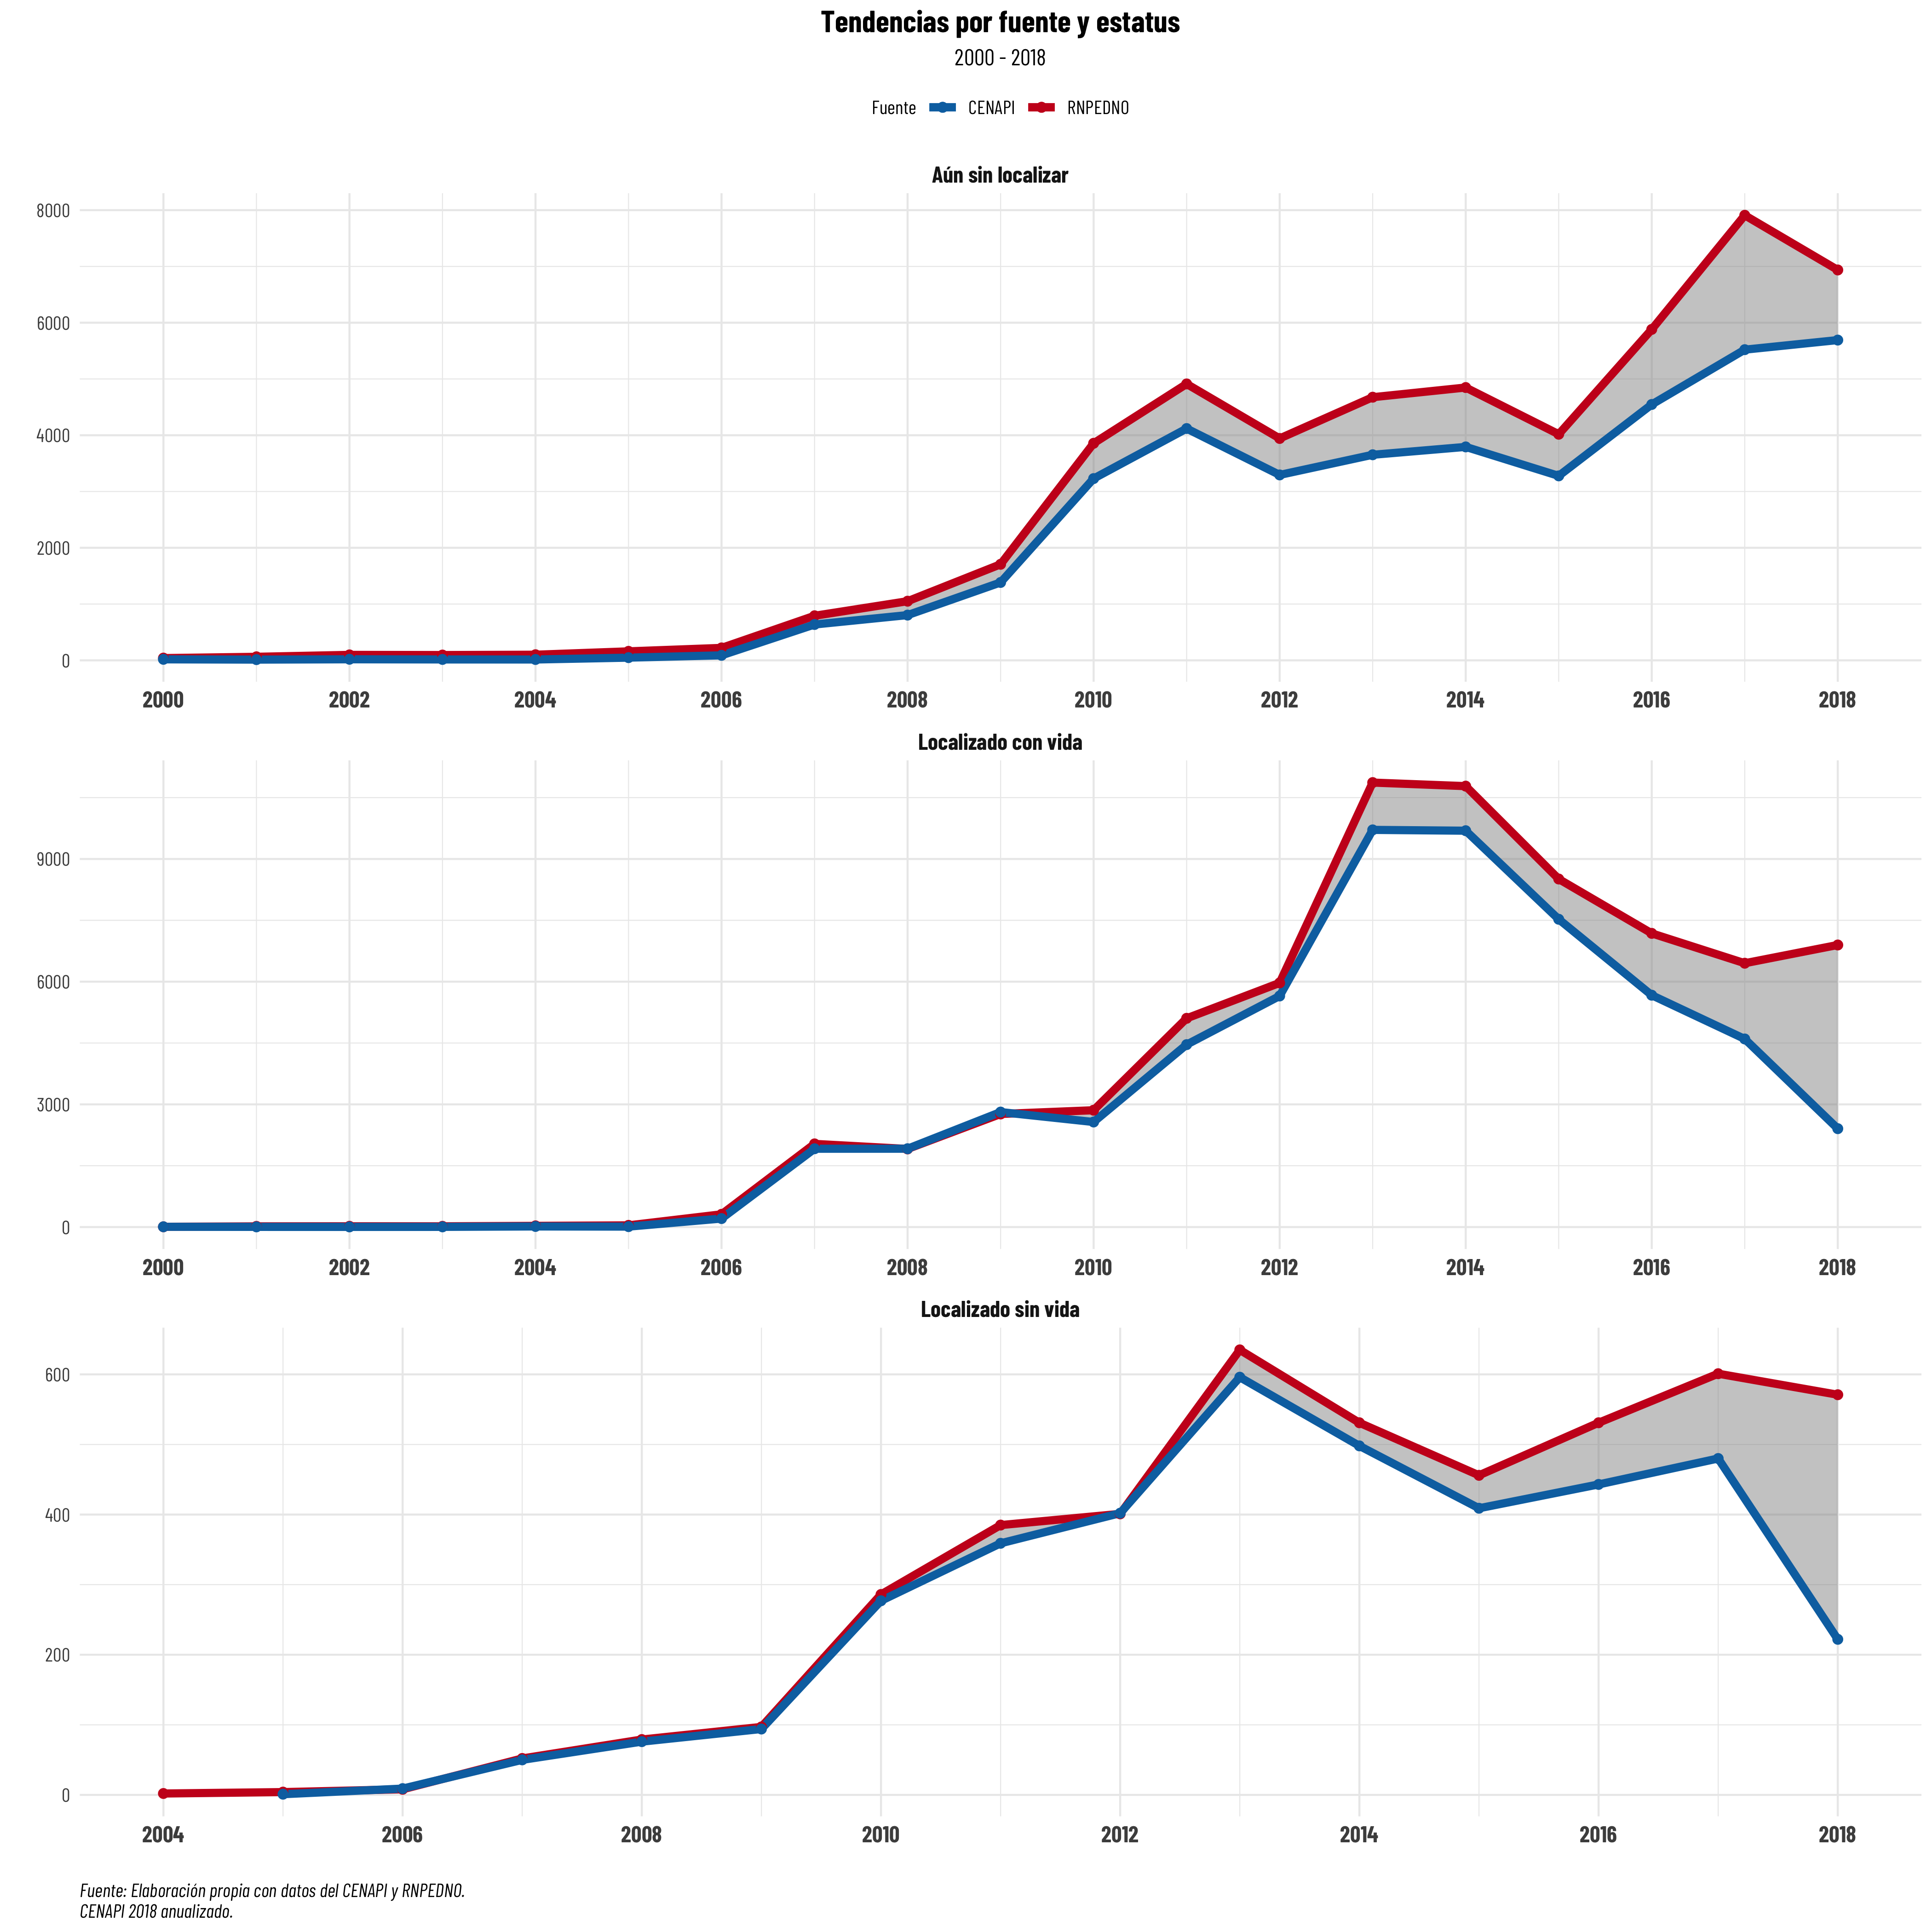 Tendencias por fuente y estatus
2000 - 2018
Fuente CENAPI RNPEDNO
Aún sin localizar
8000
6000
4000
2000
0
2000 2002 2004 2006 2008 2010 2012 2014 2016 2018
Localizado con vida
9000
6000
3000
0
2000 2002 2004 2006 2008 2010 2012 2014 2016 2018
Localizado sin vida
600
400
200
0
2004 2006 2008 2010 2012 2014 2016 2018
Fuente: Elaboración propia con datos del CENAPI y RNPEDNO.
CENAPI 2018 anualizado.